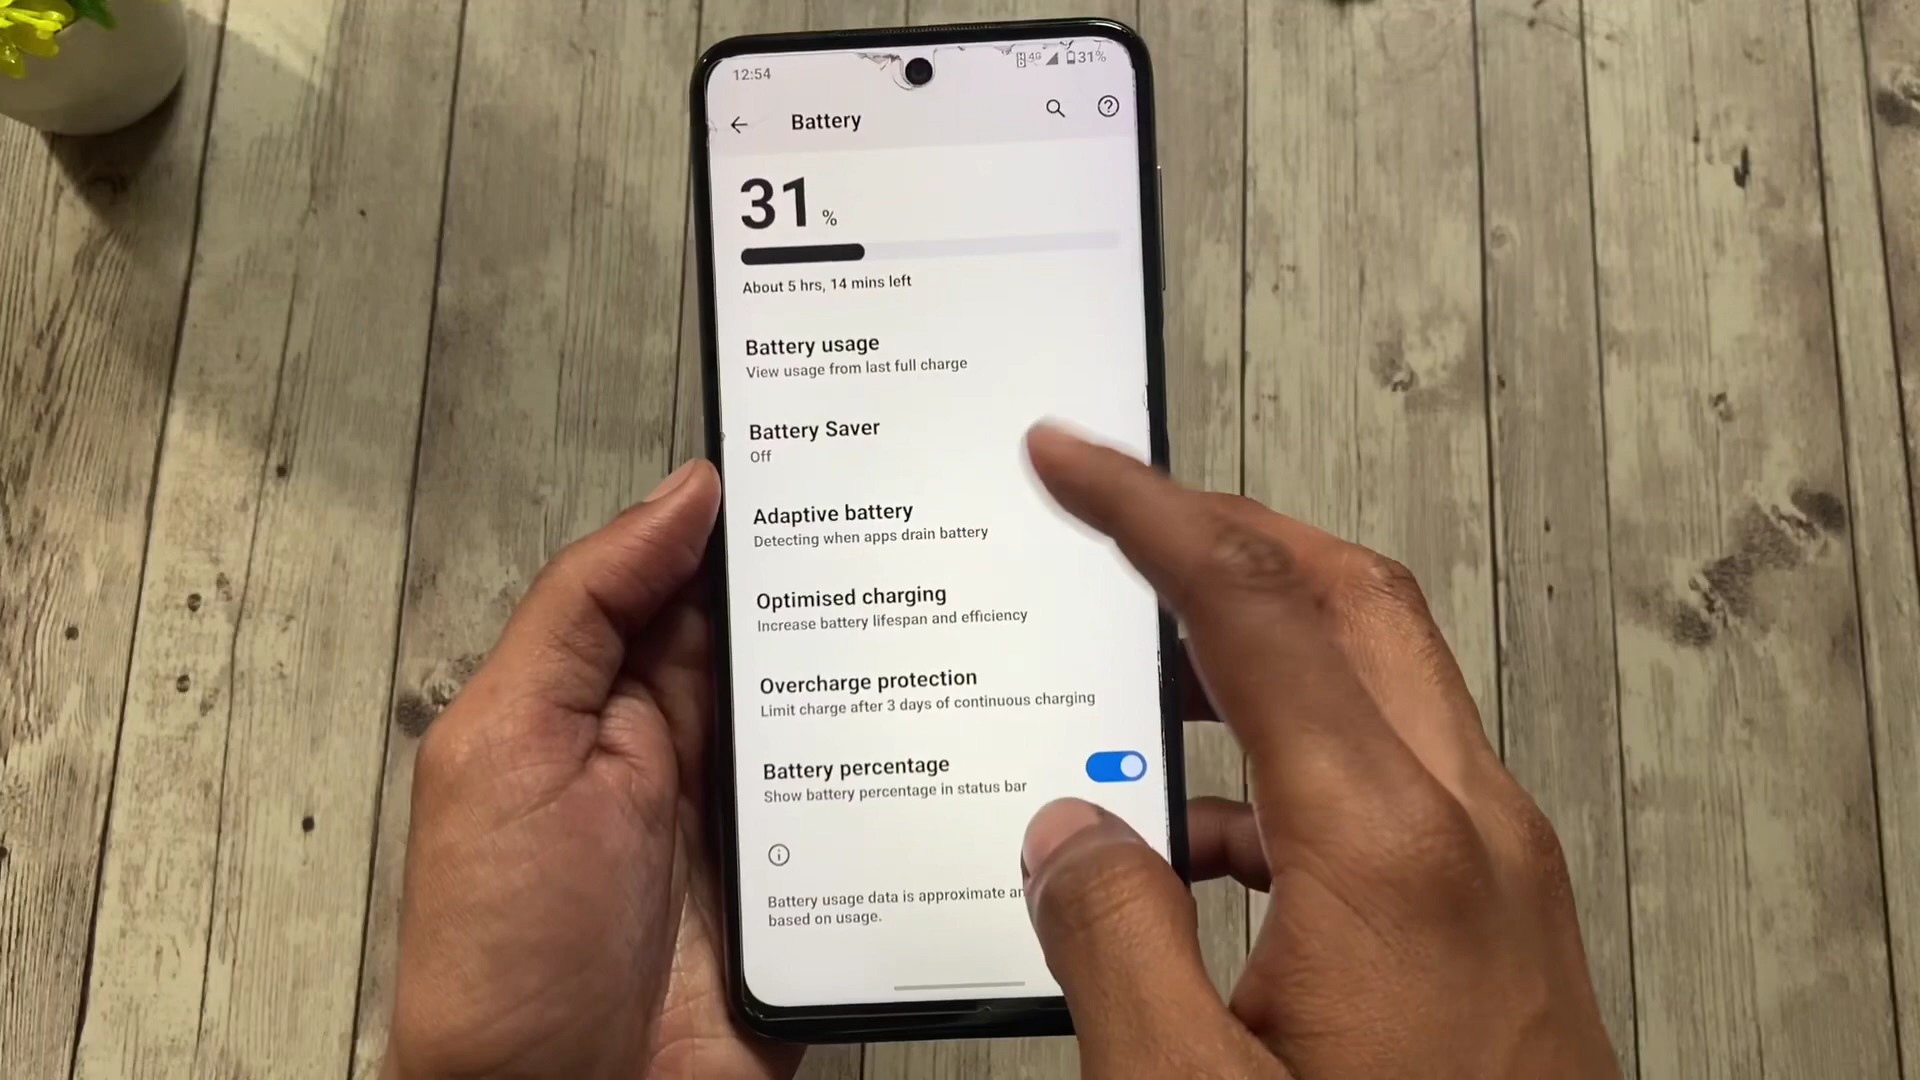 12:54
4G 31%
Battery
31 %
About 5 hrs, 14 mins left
Battery usage
View usage from last full charge
Battery Saver
Off
Adaptive battery
Detecting when apps drain battery
Optimised charging
Increase battery lifespan and efficiency
Overcharge protection
Limit charge after 3 days of continuous charging
Battery percentage
Show battery percentage in status bar
Battery usage data is approximate
based on usage.